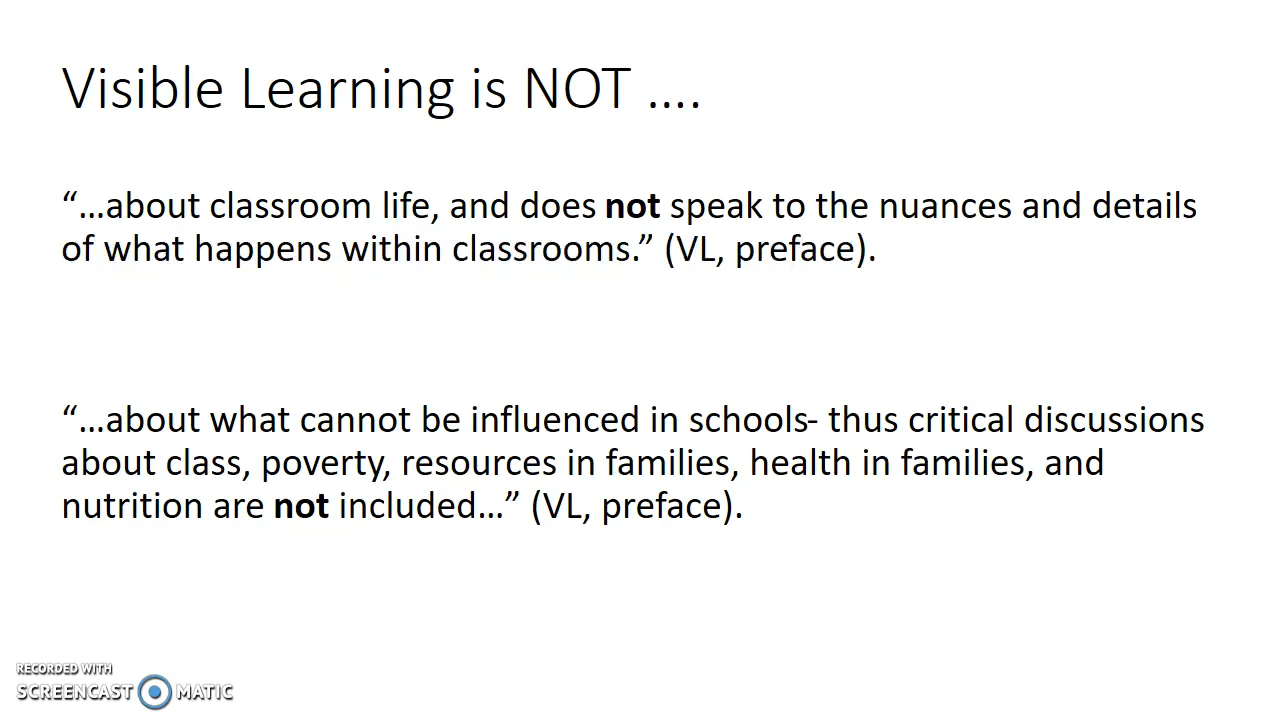 Visible Learning is NOT ….
“…about classroom life, and does not speak to the nuances and details
of what happens within classrooms.” (VL, preface).
“…about what cannot be influenced in schools- thus critical discussions
about class, poverty, resources in families, health in families, and
nutrition are not included…” (VL, preface).
RECORDED WITH
SCREENCAST MATIC